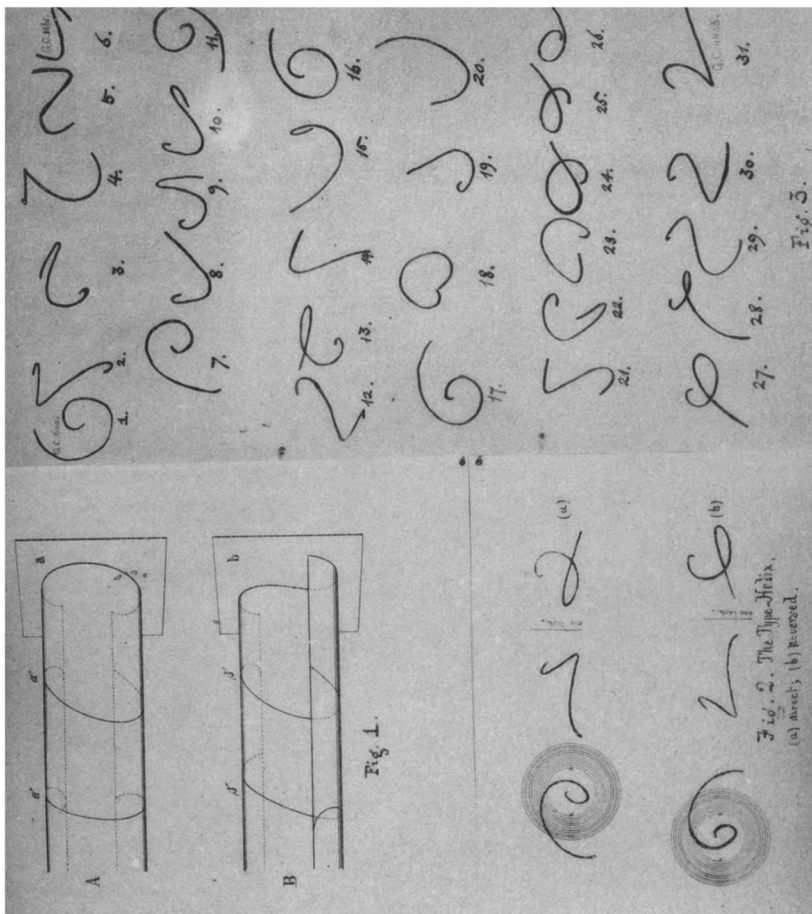 A α' α' a
B β' β' b
Fig. 1.
(a)
(b)
Fig. 2. The Type-Helix.
(a) direct; (b) reversed.
1. 2. 3. 4. 5. 6.
7. 8. 9. 10. 11.
12. 13. 14. 15. 16.
17. 18. 19. 20.
21. 22. 23. 24. 25. 26.
27. 28. 29. 30. 31.
Fig. 3.